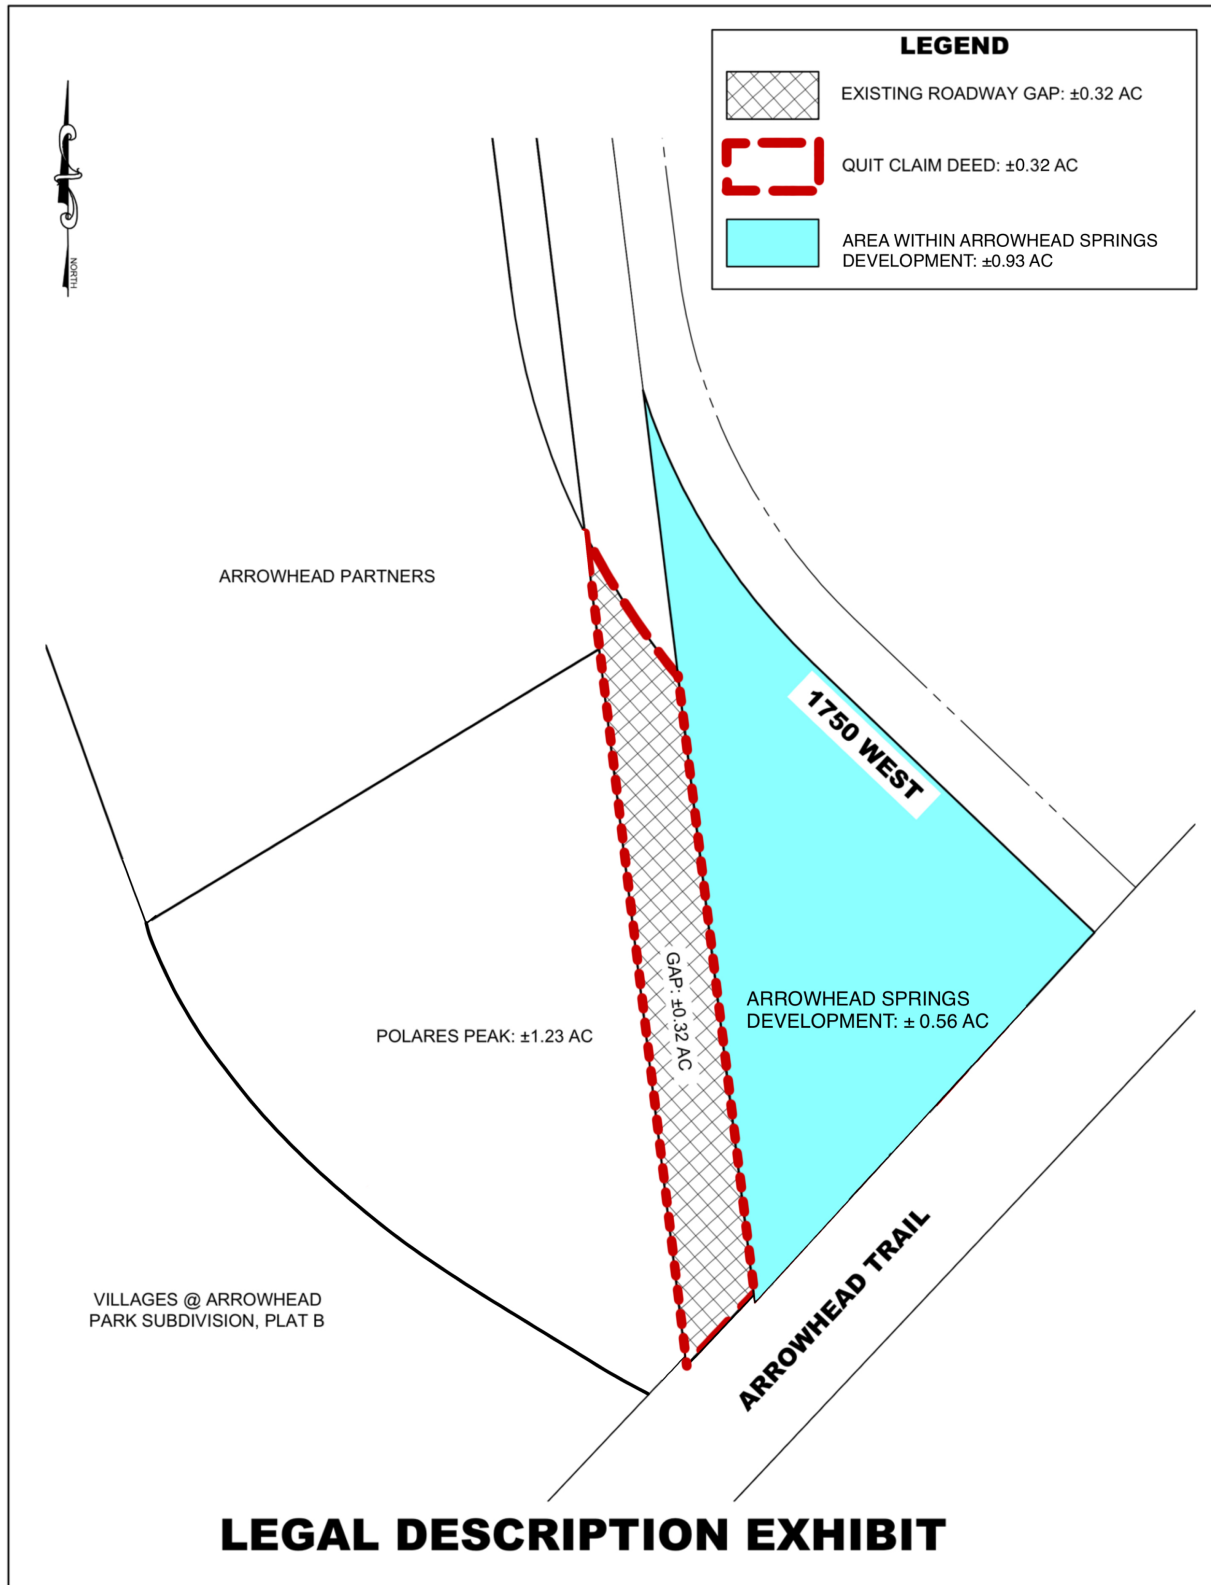 LEGEND
EXISTING ROADWAY GAP: ±0.32 AC
QUIT CLAIM DEED: ±0.32 AC
AREA WITHIN ARROWHEAD SPRINGS
DEVELOPMENT: ±0.93 AC
NORTH
ARROWHEAD PARTNERS
1750 WEST
GAP: ±0.32 AC
ARROWHEAD SPRINGS
DEVELOPMENT: ± 0.56 AC
POLARES PEAK: ±1.23 AC
ARROWHEAD TRAIL
VILLAGES @ ARROWHEAD
PARK SUBDIVISION, PLAT B
LEGAL DESCRIPTION EXHIBIT